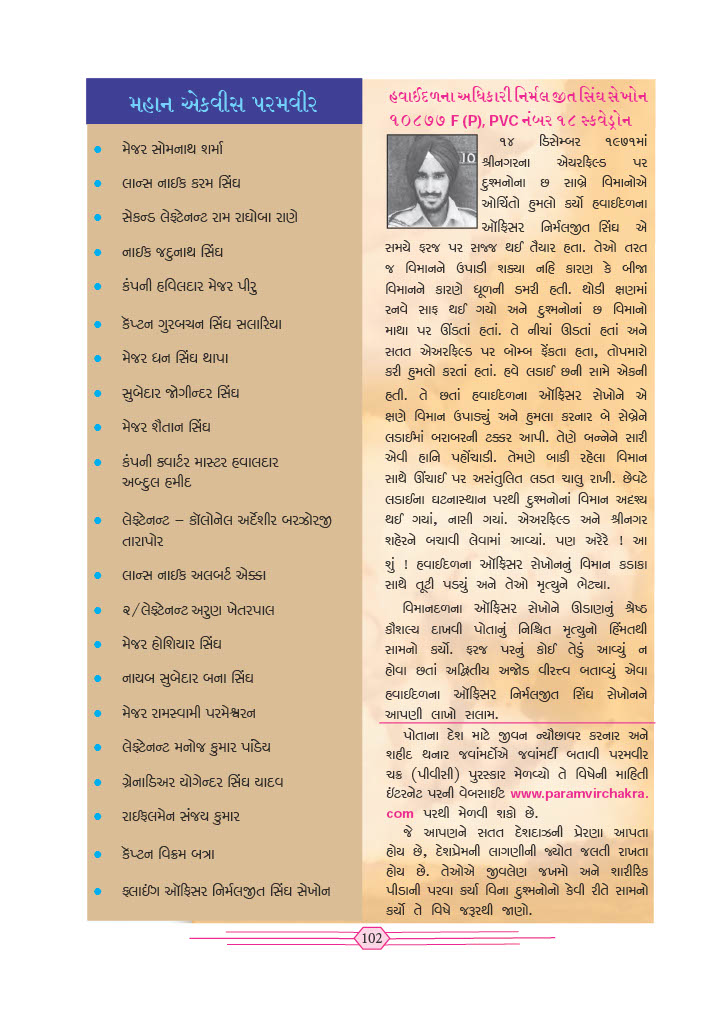 મહાન એકવીસ પરમવીર
મેજર સોમનાથ શર્મા
લાન્સ નાઈક કરમ સિંઘ
સેકન્ડ લેફ્ટેનન્ટ રામ રાઘોબા રાણે
નાઈક જદુનાથ સિંઘ
કંપની હવિલદાર મેજર પીરુ
કૅપ્ટન ગુરબચન સિંઘ સલારિયા
મેજર ધન સિંઘ થાપા
સુબેદાર જોગીન્દર સિંઘ
મેજર શૈતાન સિંઘ
કંપની ક્વાર્ટર માસ્ટર હવાલદાર
અબ્દુલ હમીદ
લેફ્ટેનન્ટ – કૉલોનેલ અર્દેશીર બરઝોરજી
તારાપોર
લાન્સ નાઈક અલબર્ટ એક્કા
૨/લેફ્ટેનન્ટ અરુણ ખેતરપાલ
મેજર હોશિયાર સિંઘ
નાયબ સુબેદાર બના સિંઘ
મેજર રામસ્વામી પરમેશ્વરન
લેફ્ટેનન્ટ મનોજ કુમાર પાંડેય
ગ્રેનાડિઅર યોગેન્દર સિંઘ યાદવ
રાઈફલમેન સંજય કુમાર
કૅપ્ટન વિક્રમ બત્રા
ફ્લાઈંગ ઑફિસર નિર્મલજીત સિંઘ સેખોન
હવાઈદળના અધિકારી નિર્મલ જીત સિંઘ સેખોન
૧૦૮૭૭ F (P), PVC નંબર ૧૮ સ્કવેડ્રોન
૧૪ ડિસેમ્બર ૧૯૭૧માં
શ્રીનગરના એયરફિલ્ડ પર
દુશ્મનોના છ સાબ્રે વિમાનોએ
ઓચિંતો હુમલો કર્યો હવાઈદળના
ઑફિસર નિર્મલજીત સિંઘ એ
સમયે ફરજ પર સજ્જ થઈ તૈયાર હતા. તેઓ તરત
જ વિમાનને ઉપાડી શક્યા નહિ કારણ કે બીજા
વિમાનને કારણે ધૂળની ડમરી હતી. થોડી ક્ષણમાં
રનવે સાફ થઈ ગયો અને દુશ્મનોનાં છ વિમાનો
માથા પર ઊડતાં હતાં. તે નીચાં ઊડતાં હતાં અને
સતત એઅરફિલ્ડ પર બોમ્બ ફેંકતા હતા, તોપમારો
કરી હુમલો કરતાં હતાં. હવે લડાઈ છની સામે એકની
હતી. તે છતાં હવાઈદળના ઑફિસર સેખોને એ
ક્ષણે વિમાન ઉપાડ્યું અને હુમલા કરનાર બે સેબ્રેને
લડાઈમાં બરાબરની ટક્કર આપી. તેણે બન્નેને સારી
એવી હાનિ પહોંચાડી. તેમણે બાકી રહેલા વિમાન
સાથે ઊંચાઈ પર અસંતુલિત લડત ચાલુ રાખી. છેવટે
લડાઈના ઘટનાસ્થાન પરથી દુશ્મનોનાં વિમાન અદૃશ્ય
થઈ ગયાં, નાસી ગયાં. એઅરફિલ્ડ અને શ્રીનગર
શહેરને બચાવી લેવામાં આવ્યાં. પણ અરેરે ! આ
શું ! હવાઈદળના ઑફિસર સેખોનનું વિમાન કડાકા
સાથે તૂટી પડ્યું અને તેઓ મૃત્યુને ભેટ્યા.
વિમાનદળના ઑફિસર સેખોને ઊડાણનું શ્રેષ્ઠ
કૌશલ્ય દાખવી પોતાનું નિશ્ચિત મૃત્યુનો હિંમતથી
સામનો કર્યો. ફરજ પરનું કોઈ તેડું આવ્યું ન
હોવા છતાં અદ્વિતીય અજોડ વીરત્ત્વ બતાવ્યું એવા
હવાઈદળના ઑફિસર નિર્મલજીત સિંઘ સેખોનને
આપણી લાખો સલામ.
પોતાના દેશ માટે જીવન ન્યૌછાવર કરનાર અને
શહીદ થનાર જવાંમર્દોએ જવાંમર્દી બતાવી પરમવીર
ચક્ર (પીવીસી) પુરસ્કાર મેળવ્યો તે વિષેની માહિતી
ઇંટરનેટ પરની વેબસાઈટ www.paramvirchakra.
com પરથી મેળવી શકો છે.
જે આપણને સતત દેશદાઝની પ્રેરણા આપતા
હોય છે, દેશપ્રેમની લાગણીની જ્યોત જલતી રાખતા
હોય છે. તેઓએ જીવલેણ જખમો અને શારીરિક
પીડાની પરવા કર્યા વિના દુશ્મનોનો કેવી રીતે સામનો
કર્યો તે વિષે જરૂરથી જાણો.
102